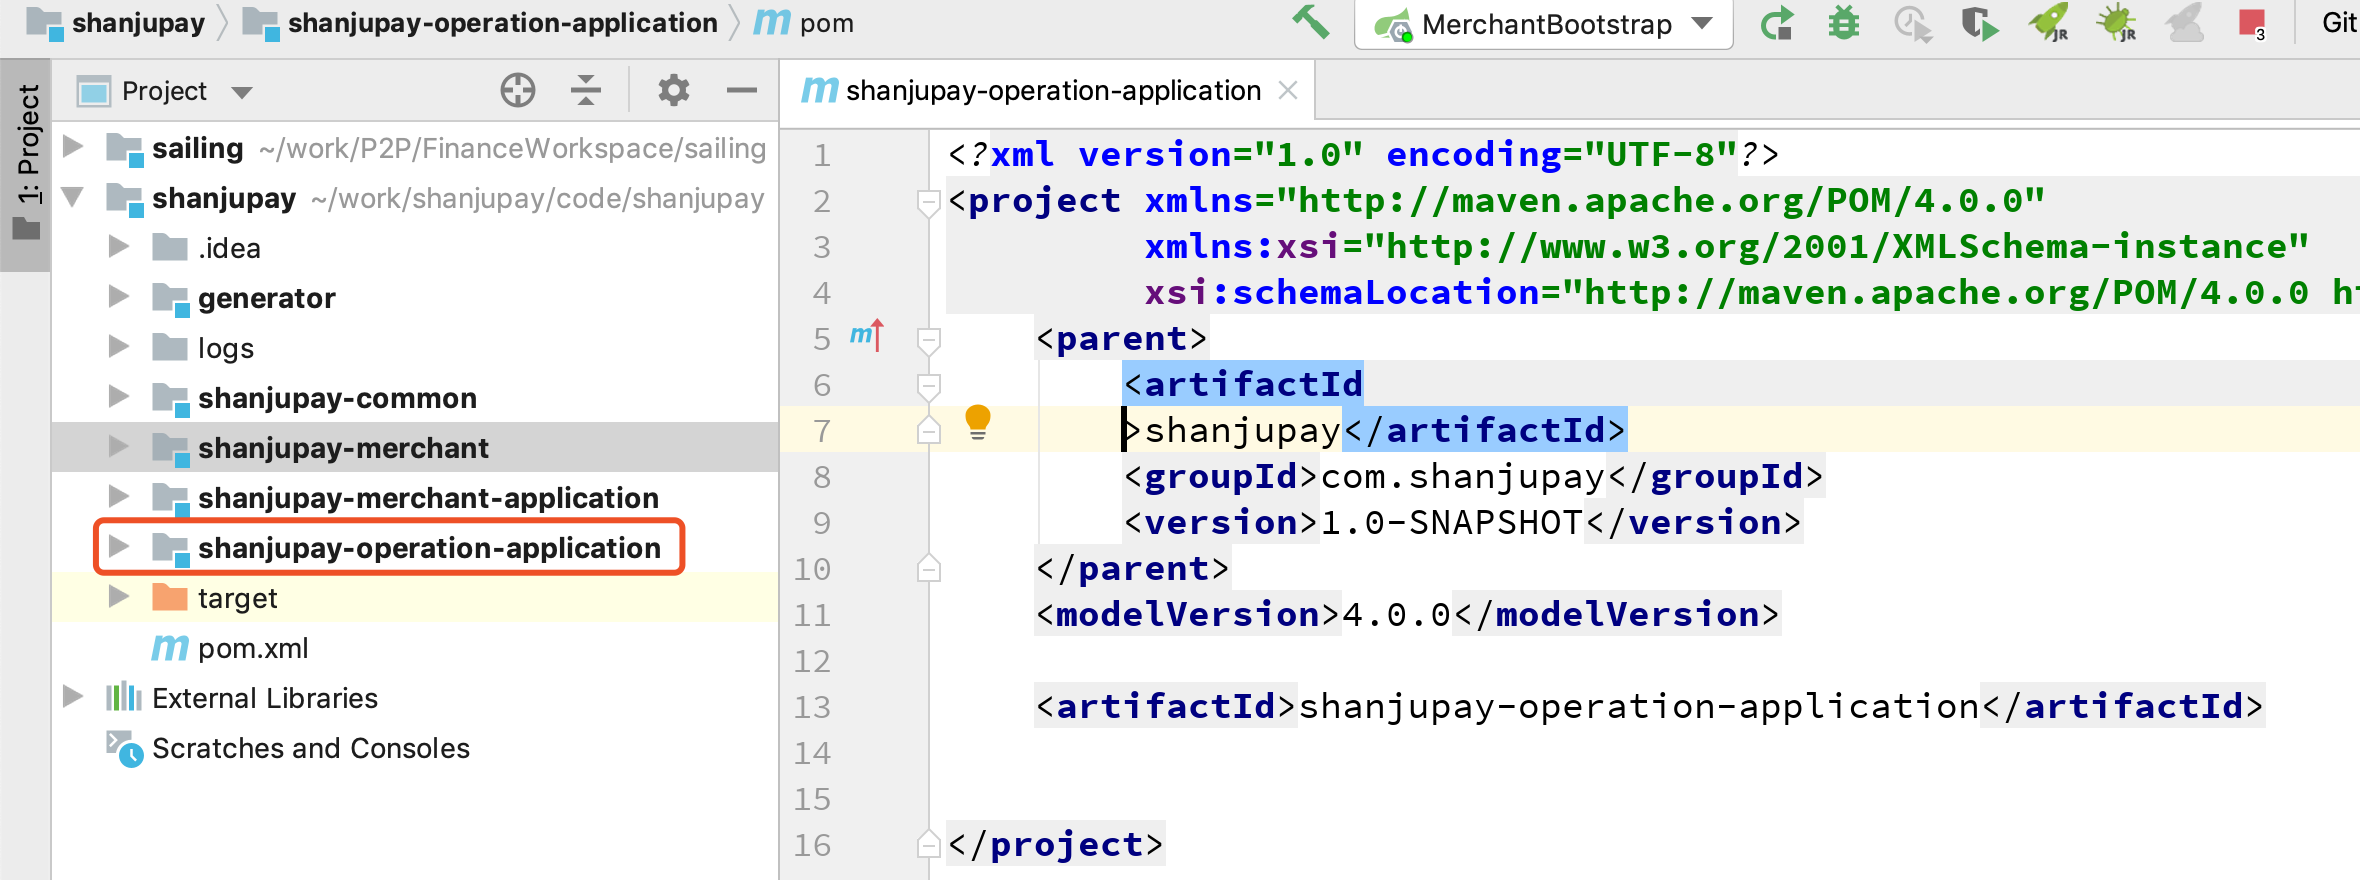 shanjupay shanjupay-operation-application m pom MerchantBootstrap JR JR 3 Git
1: Project
Project
sailing ~/work/P2P/FinanceWorkspace/sailing
shanjupay ~/work/shanjupay/code/shanjupay
.idea
generator
logs
shanjupay-common
shanjupay-merchant
shanjupay-merchant-application
shanjupay-operation-application
target
m pom.xml
External Libraries
Scratches and Consoles
m shanjupay-operation-application
1 <?xml version="1.0" encoding="UTF-8"?>
2 <project xmlns="http://maven.apache.org/POM/4.0.0"
3 xmlns:xsi="http://www.w3.org/2001/XMLSchema-instance"
4 xsi:schemaLocation="http://maven.apache.org/POM/4.0.0 ht
5 m <parent>
6 <artifactId
7 >shanjupay</artifactId>
8 <groupId>com.shanjupay</groupId>
9 <version>1.0-SNAPSHOT</version>
10 </parent>
11 <modelVersion>4.0.0</modelVersion>
12
13 <artifactId>shanjupay-operation-application</artifactId>
14
15
16 </project>